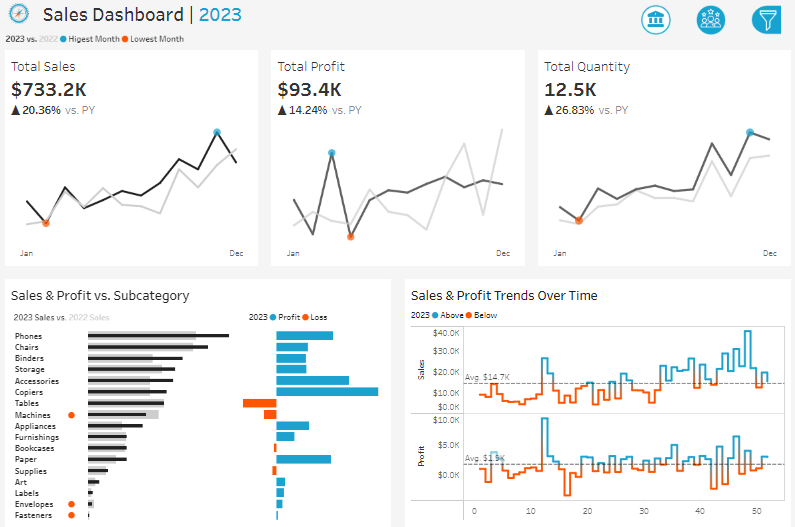 Sales Dashboard | 2023
2023 vs. 2022 Higest Month Lowest Month
Total Sales
$733.2K
▲ 20.36% vs. PY
Jan Dec
Total Profit
$93.4K
▲ 14.24% vs. PY
Jan Dec
Total Quantity
12.5K
▲ 26.83% vs. PY
Jan Dec
Sales & Profit vs. Subcategory
2023 Sales vs. 2022 Sales
2023 Profit Loss
Phones
Chairs
Binders
Storage
Accessories
Copiers
Tables
Machines
Appliances
Furnishings
Bookcases
Paper
Supplies
Art
Labels
Envelopes
Fasteners
Sales & Profit Trends Over Time
2023 Above Below
Sales
$40.0K
$30.0K
$20.0K
$10.0K
$0.0K
Avg. $14.7K
Profit
$10.0K
$5.0K
$0.0K
Avg. $1.9K
0 10 20 30 40 50